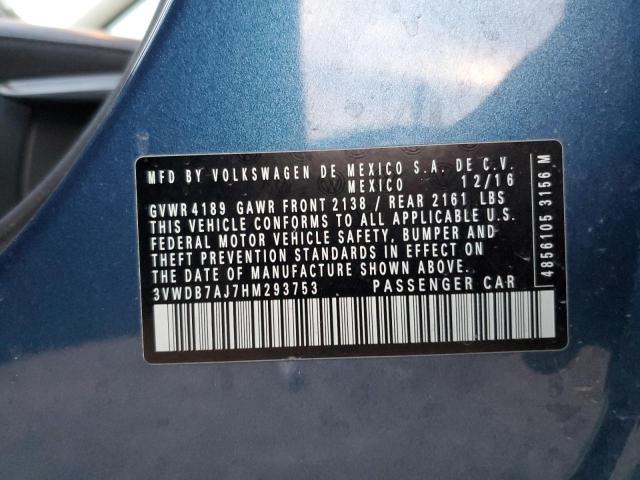 MFD BY VOLKSWAGEN DE MEXICO S.A. DE C.V.
MEXICO 12/16
GVWR 4189 GAWR FRONT 2138 / REAR 2161 LBS
THIS VEHICLE CONFORMS TO ALL APPLICABLE U.S.
FEDERAL MOTOR VEHICLE SAFETY, BUMPER AND
THEFT PREVENTION STANDARDS IN EFFECT ON
THE DATE OF MANUFACTURE SHOWN ABOVE.
3VWDB7AJ7HM293753 PASSENGER CAR
4856105 3156 M